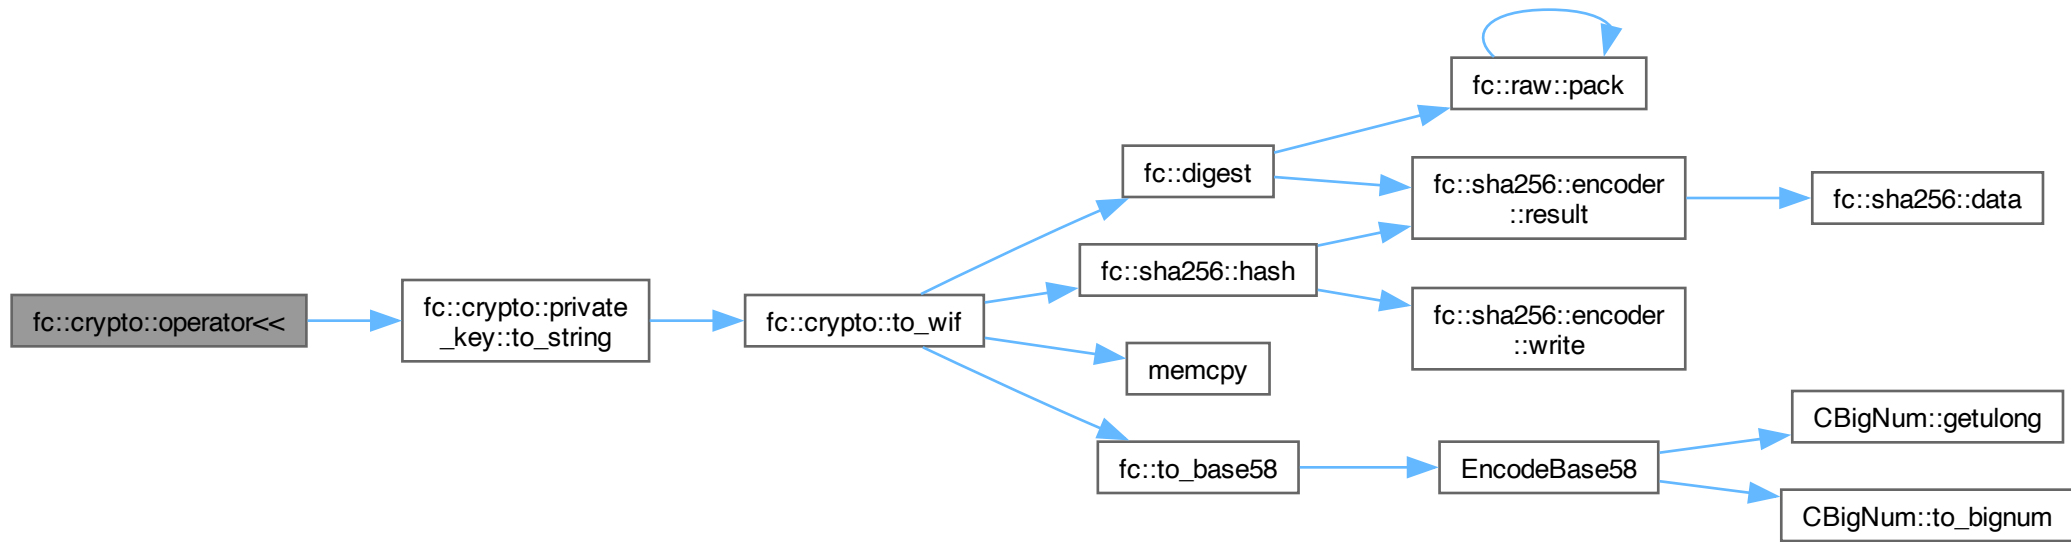 fc::crypto::operator<<
fc::crypto::private
_key::to_string
fc::crypto::to_wif
fc::digest
fc::sha256::hash
memcpy
fc::to_base58
fc::raw::pack
fc::sha256::encoder
::result
fc::sha256::encoder
::write
EncodeBase58
fc::sha256::data
CBigNum::getulong
CBigNum::to_bignum